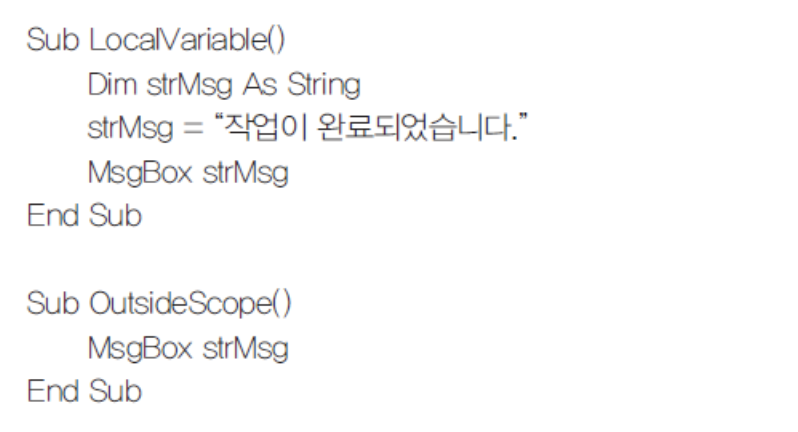 Sub LocalVariable()
Dim strMsg As String
strMsg = “작업이 완료되었습니다.”
MsgBox strMsg
End Sub
Sub OutsideScope()
MsgBox strMsg
End Sub